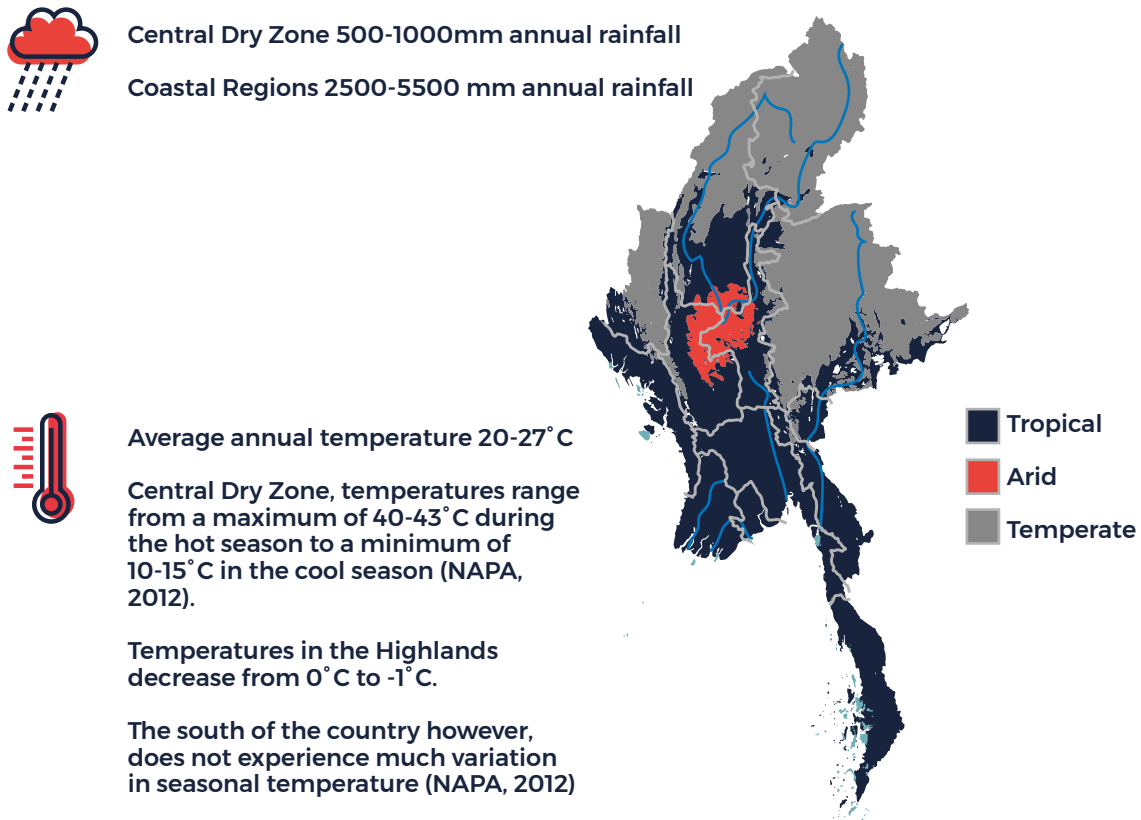 Central Dry Zone 500-1000mm annual rainfall
Coastal Regions 2500-5500 mm annual rainfall
Average annual temperature 20-27˚C
Central Dry Zone, temperatures range
from a maximum of 40-43˚C during
the hot season to a minimum of
10-15˚C in the cool season (NAPA,
2012).
Temperatures in the Highlands
decrease from 0˚C to -1˚C.
The south of the country however,
does not experience much variation
in seasonal temperature (NAPA, 2012)
Tropical
Arid
Temperate